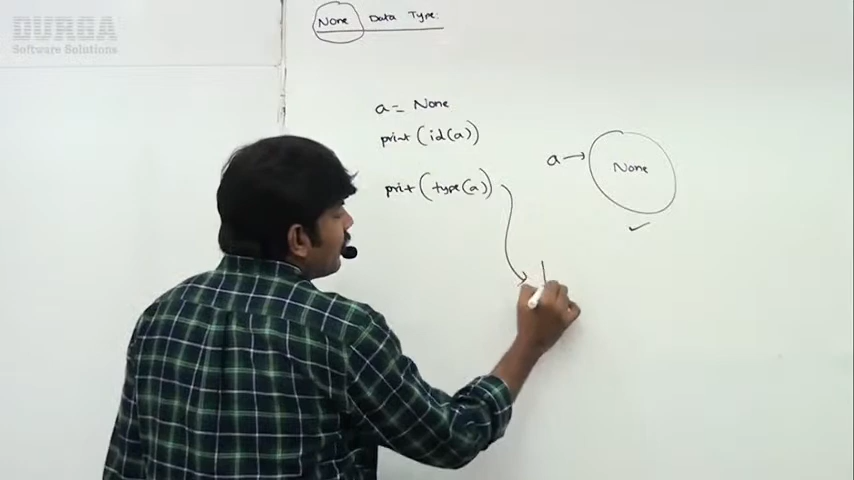 DURGA
Software Solutions
None Data Type:
a = None
print (id(a))
print (type(a))
a → None